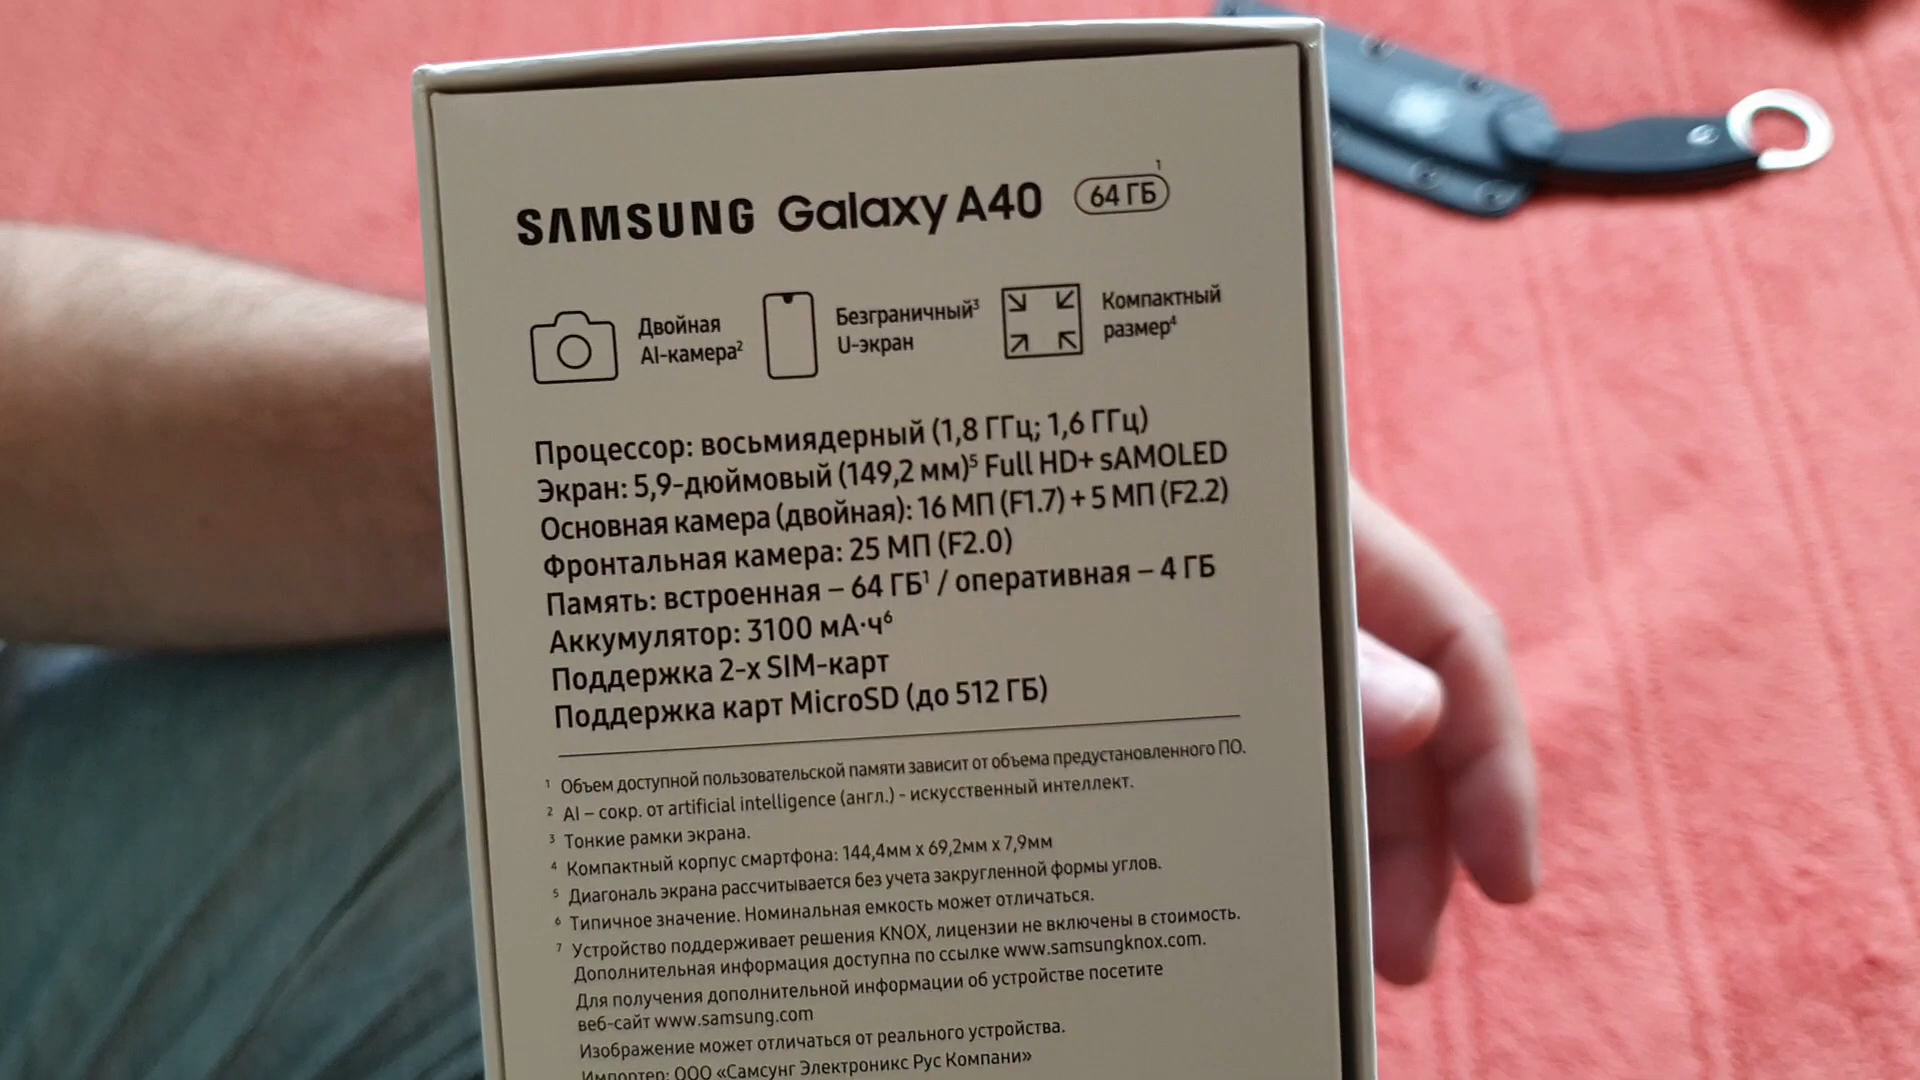 SAMSUNG Galaxy A40 64 ГБ¹
Двойная
AI-камера²
Безграничный³
U-экран
Компактный
размер⁴
Процессор: восьмиядерный (1,8 ГГц; 1,6 ГГц)
Экран: 5,9-дюймовый (149,2 мм)⁵ Full HD+ sAMOLED
Основная камера (двойная): 16 МП (F1.7) + 5 МП (F2.2)
Фронтальная камера: 25 МП (F2.0)
Память: встроенная – 64 ГБ¹ / оперативная – 4 ГБ
Аккумулятор: 3100 мА·ч⁶
Поддержка 2-х SIM-карт
Поддержка карт MicroSD (до 512 ГБ)
¹ Объем доступной пользовательской памяти зависит от объема предустановленного ПО.
² AI – сокр. от artificial intelligence (англ.) - искусственный интеллект.
³ Тонкие рамки экрана.
⁴ Компактный корпус смартфона: 144,4мм x 69,2мм x 7,9мм
⁵ Диагональ экрана рассчитывается без учета закругленной формы углов.
⁶ Типичное значение. Номинальная емкость может отличаться.
⁷ Устройство поддерживает решения KNOX, лицензии не включены в стоимость.
Дополнительная информация доступна по ссылке www.samsungknox.com.
Для получения дополнительной информации об устройстве посетите
веб-сайт www.samsung.com
Изображение может отличаться от реального устройства.
Импортер: ООО «Самсунг Электроникс Рус Компани»